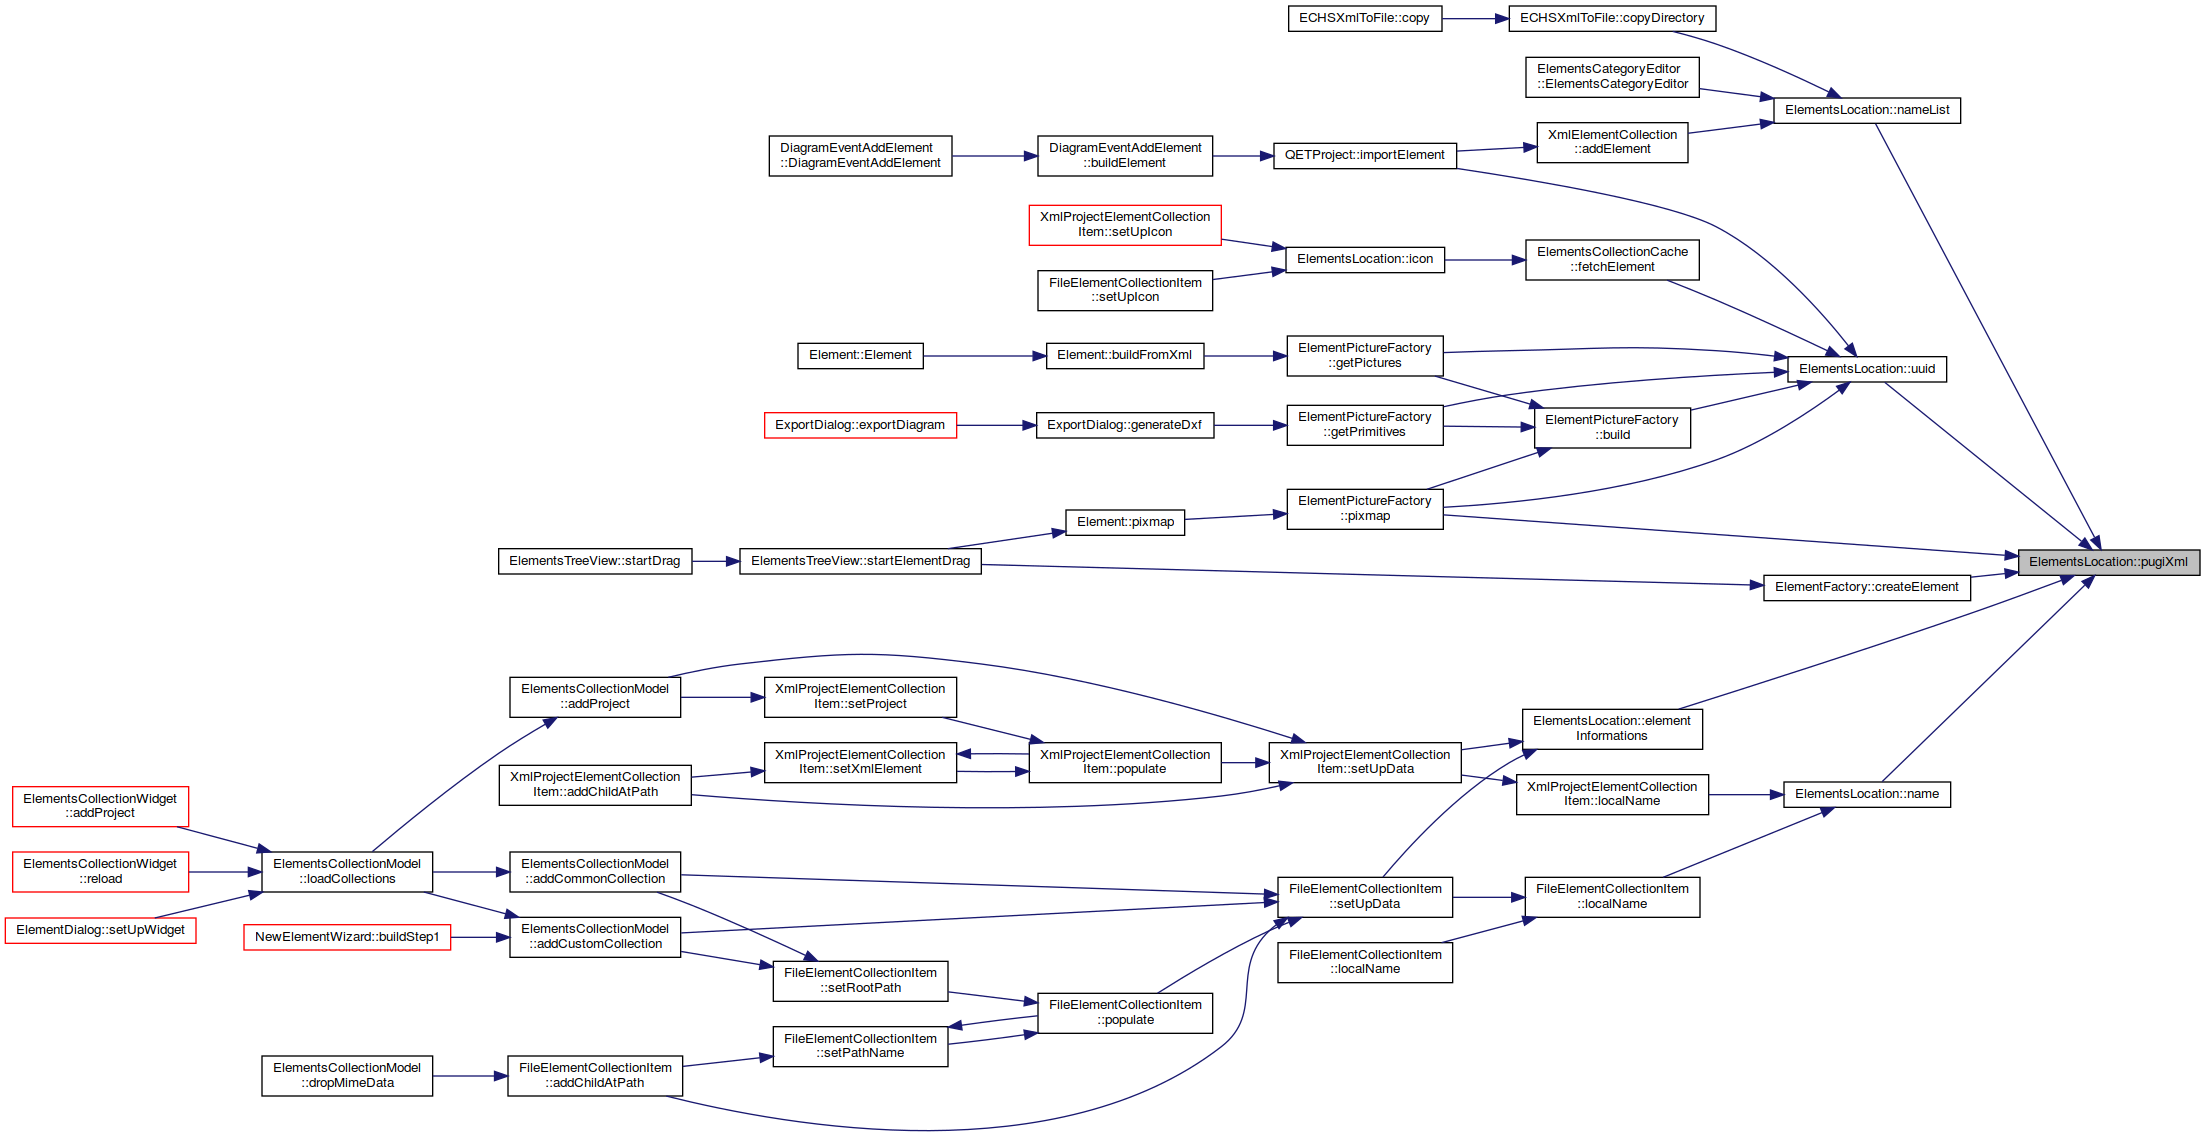 ECHSXmlToFile::copy
ECHSXmlToFile::copyDirectory
ElementsCategoryEditor
::ElementsCategoryEditor
ElementsLocation::nameList
XmlElementCollection
::addElement
DiagramEventAddElement
::DiagramEventAddElement
DiagramEventAddElement
::buildElement
QETProject::importElement
XmlProjectElementCollection
Item::setUpIcon
ElementsLocation::icon
ElementsCollectionCache
::fetchElement
FileElementCollectionItem
::setUpIcon
Element::Element
Element::buildFromXml
ElementPictureFactory
::getPictures
ElementsLocation::uuid
ExportDialog::exportDiagram
ExportDialog::generateDxf
ElementPictureFactory
::getPrimitives
ElementPictureFactory
::build
ElementPictureFactory
::pixmap
Element::pixmap
ElementsTreeView::startDrag
ElementsTreeView::startElementDrag
ElementsLocation::pugiXml
ElementFactory::createElement
ElementsCollectionModel
::addProject
XmlProjectElementCollection
Item::setProject
ElementsLocation::element
Informations
XmlProjectElementCollection
Item::setXmlElement
XmlProjectElementCollection
Item::populate
XmlProjectElementCollection
Item::setUpData
XmlProjectElementCollection
Item::addChildAtPath
XmlProjectElementCollection
Item::localName
ElementsLocation::name
ElementsCollectionWidget
::addProject
ElementsCollectionWidget
::reload
ElementsCollectionModel
::loadCollections
ElementsCollectionModel
::addCommonCollection
FileElementCollectionItem
::setUpData
FileElementCollectionItem
::localName
ElementDialog::setUpWidget
NewElementWizard::buildStep1
ElementsCollectionModel
::addCustomCollection
FileElementCollectionItem
::localName
FileElementCollectionItem
::setRootPath
FileElementCollectionItem
::populate
FileElementCollectionItem
::setPathName
ElementsCollectionModel
::dropMimeData
FileElementCollectionItem
::addChildAtPath